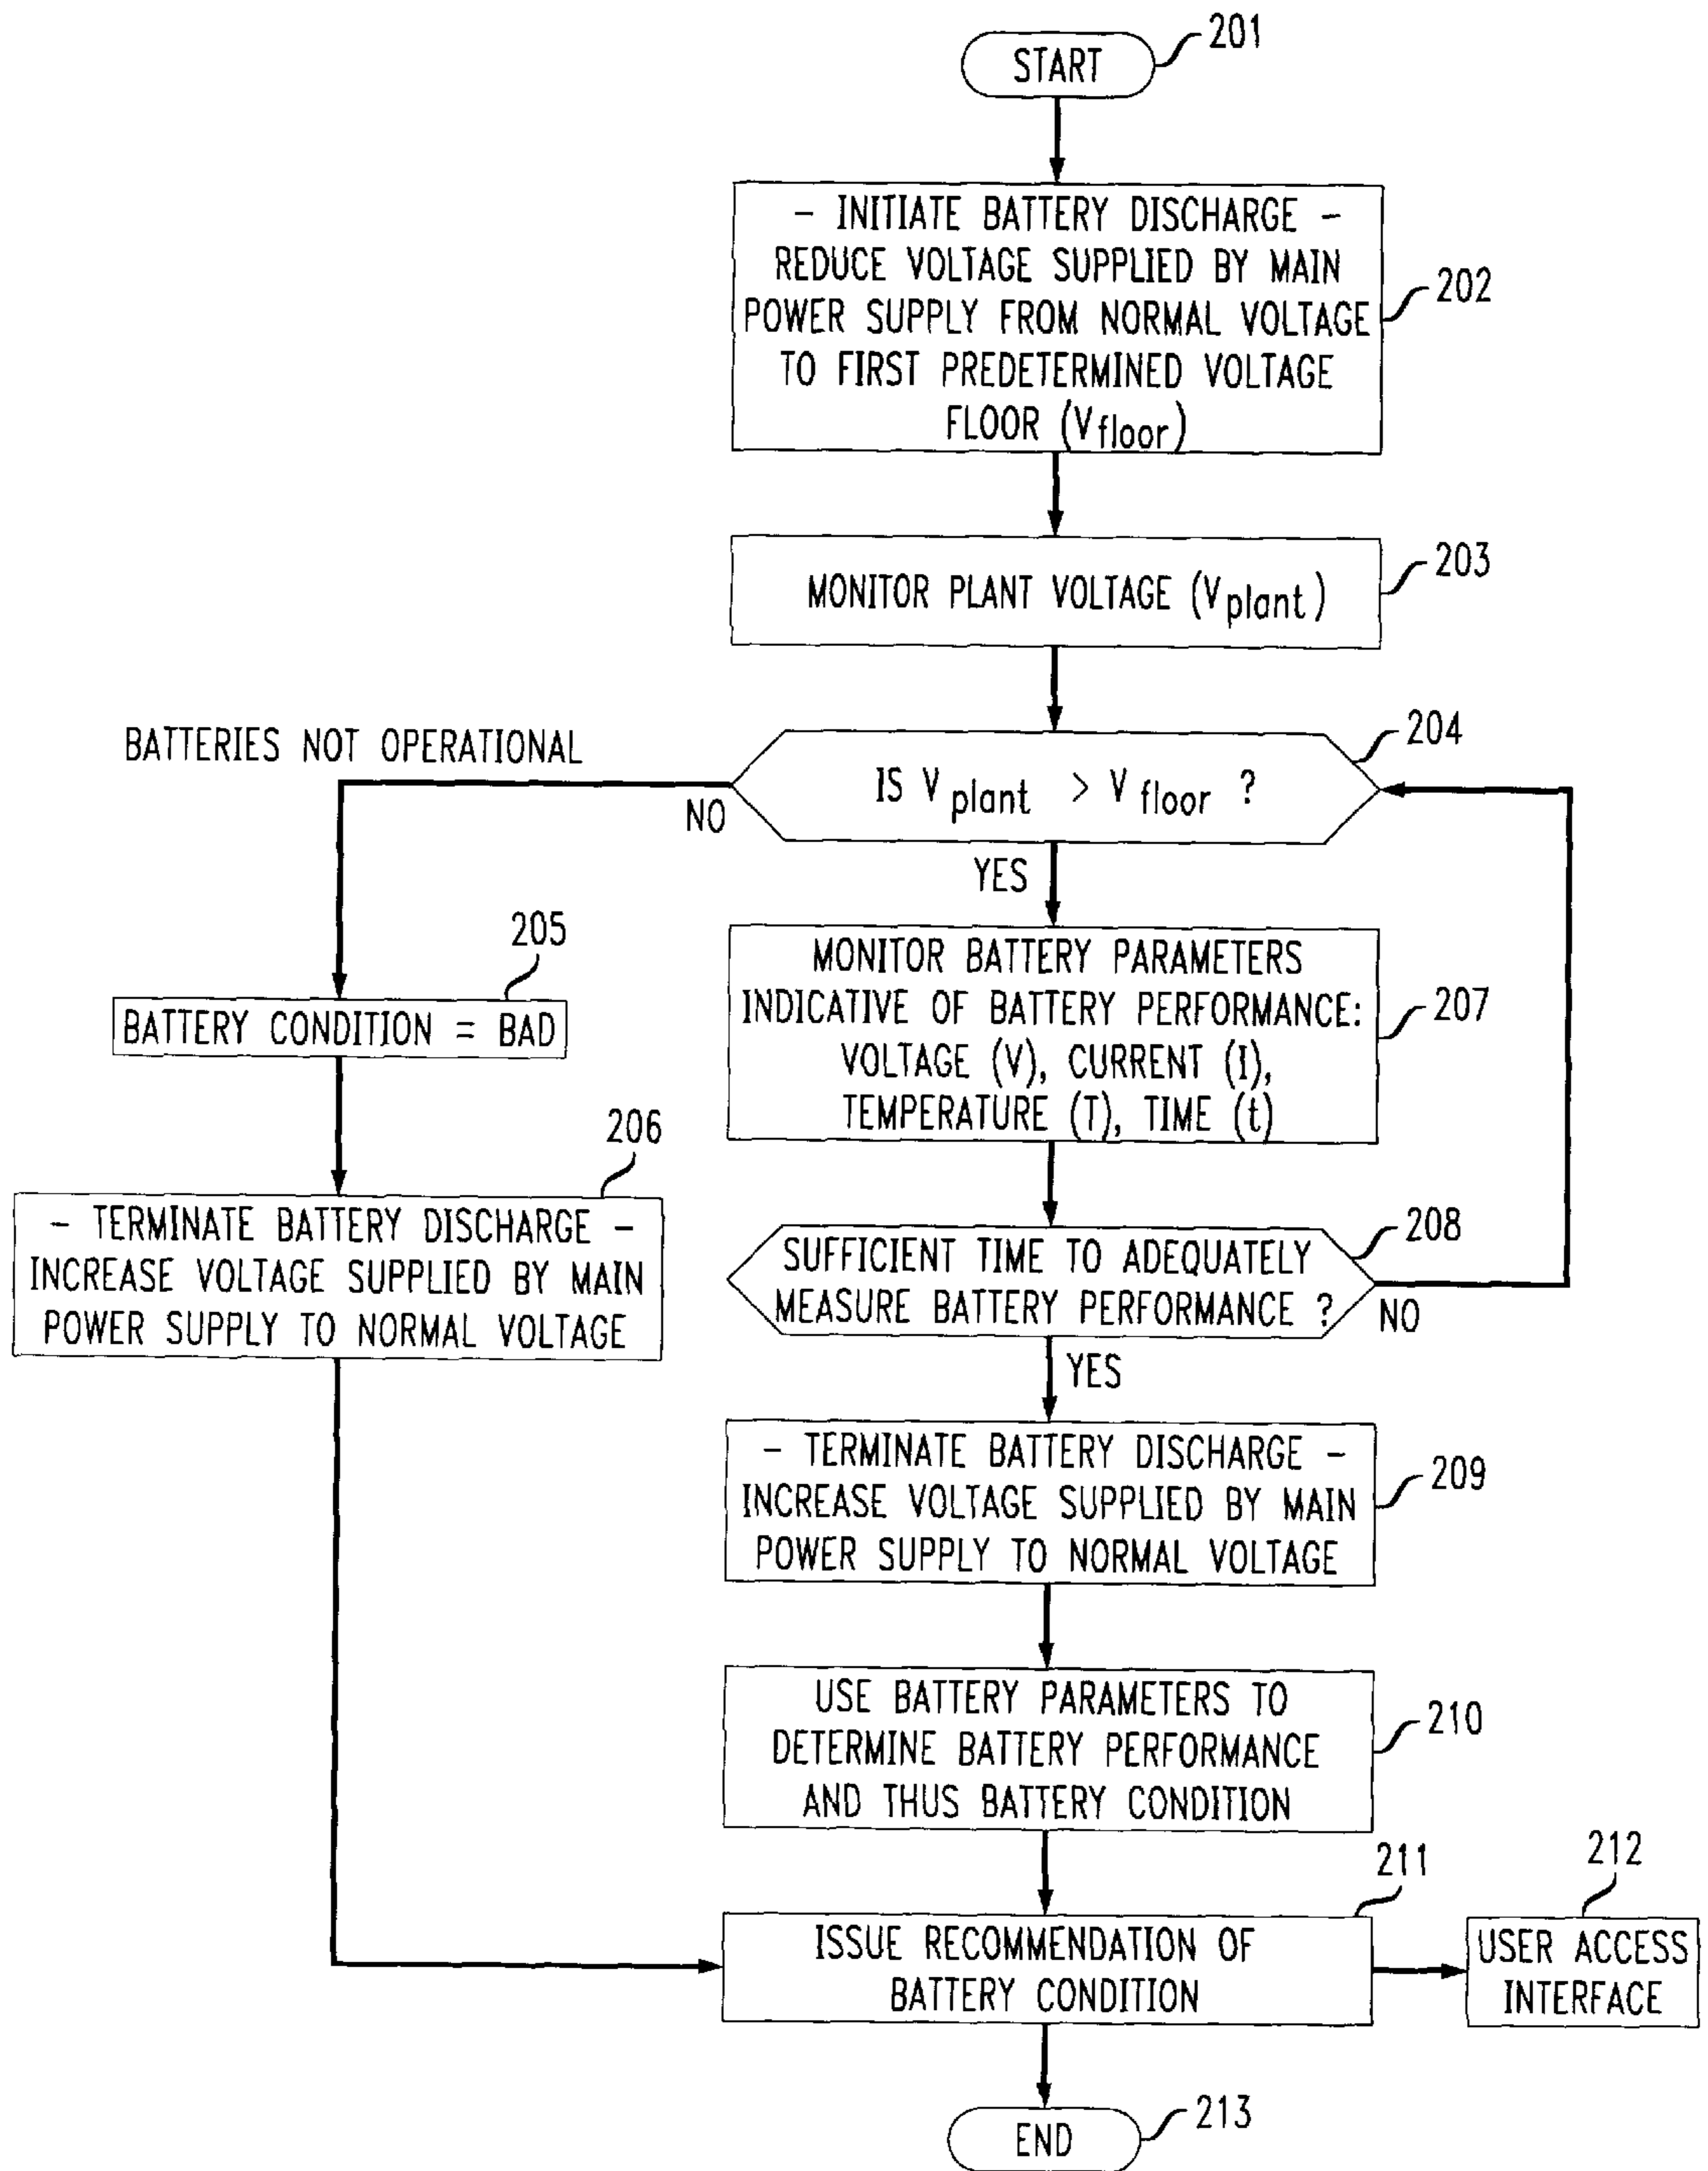 START
201
- INITIATE BATTERY DISCHARGE -
REDUCE VOLTAGE SUPPLIED BY MAIN
POWER SUPPLY FROM NORMAL VOLTAGE
TO FIRST PREDETERMINED VOLTAGE
FLOOR (Vfloor)
202
MONITOR PLANT VOLTAGE (Vplant)
203
BATTERIES NOT OPERATIONAL
204
IS Vplant > Vfloor ?
NO
YES
205
BATTERY CONDITION = BAD
MONITOR BATTERY PARAMETERS
INDICATIVE OF BATTERY PERFORMANCE:
VOLTAGE (V), CURRENT (I),
TEMPERATURE (T), TIME (t)
207
206
- TERMINATE BATTERY DISCHARGE -
INCREASE VOLTAGE SUPPLIED BY MAIN
POWER SUPPLY TO NORMAL VOLTAGE
208
SUFFICIENT TIME TO ADEQUATELY
MEASURE BATTERY PERFORMANCE ?
NO
YES
- TERMINATE BATTERY DISCHARGE -
INCREASE VOLTAGE SUPPLIED BY MAIN
POWER SUPPLY TO NORMAL VOLTAGE
209
USE BATTERY PARAMETERS TO
DETERMINE BATTERY PERFORMANCE
AND THUS BATTERY CONDITION
210
211
ISSUE RECOMMENDATION OF
BATTERY CONDITION
212
USER ACCESS
INTERFACE
END
213